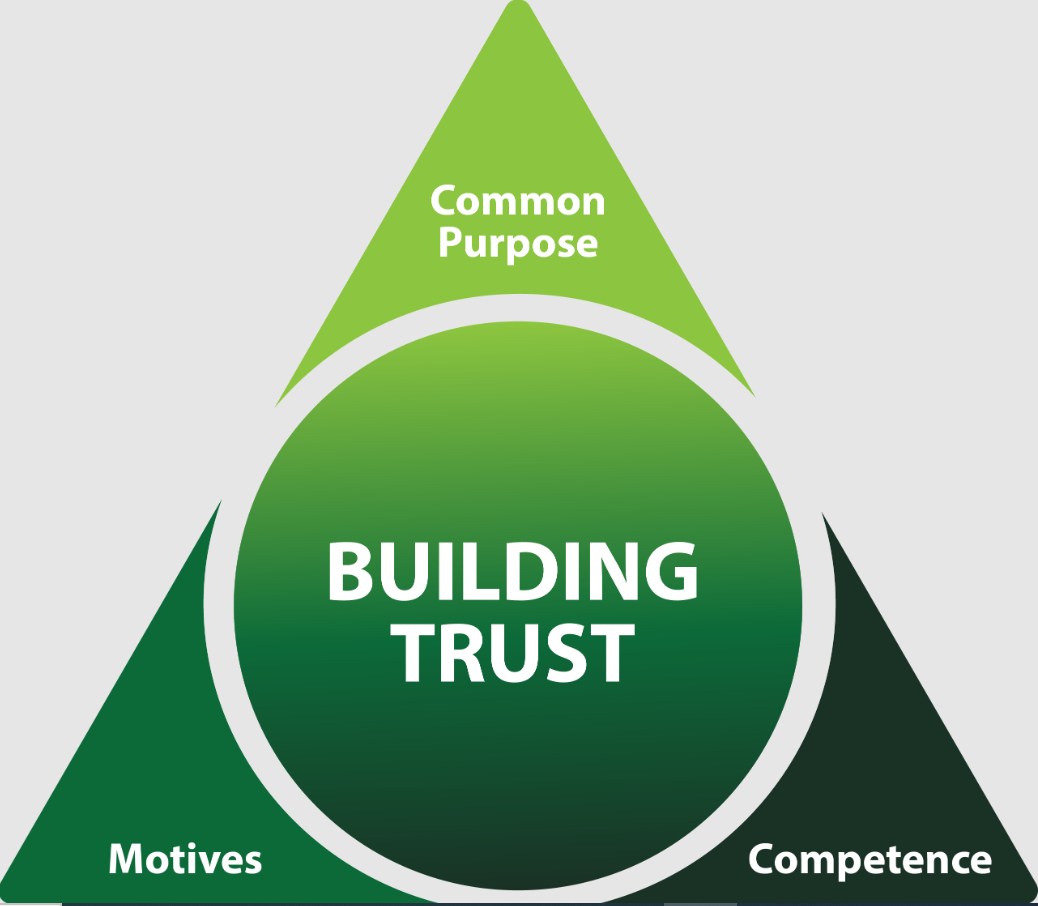 Common
Purpose
BUILDING
TRUST
Motives
Competence